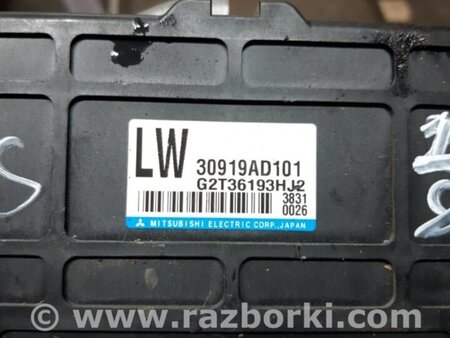 LW 30919AD101
G2T36193HJ2
3831
0026
MITSUBISHI ELECTRIC CORP., JAPAN
S
www.razborki.com